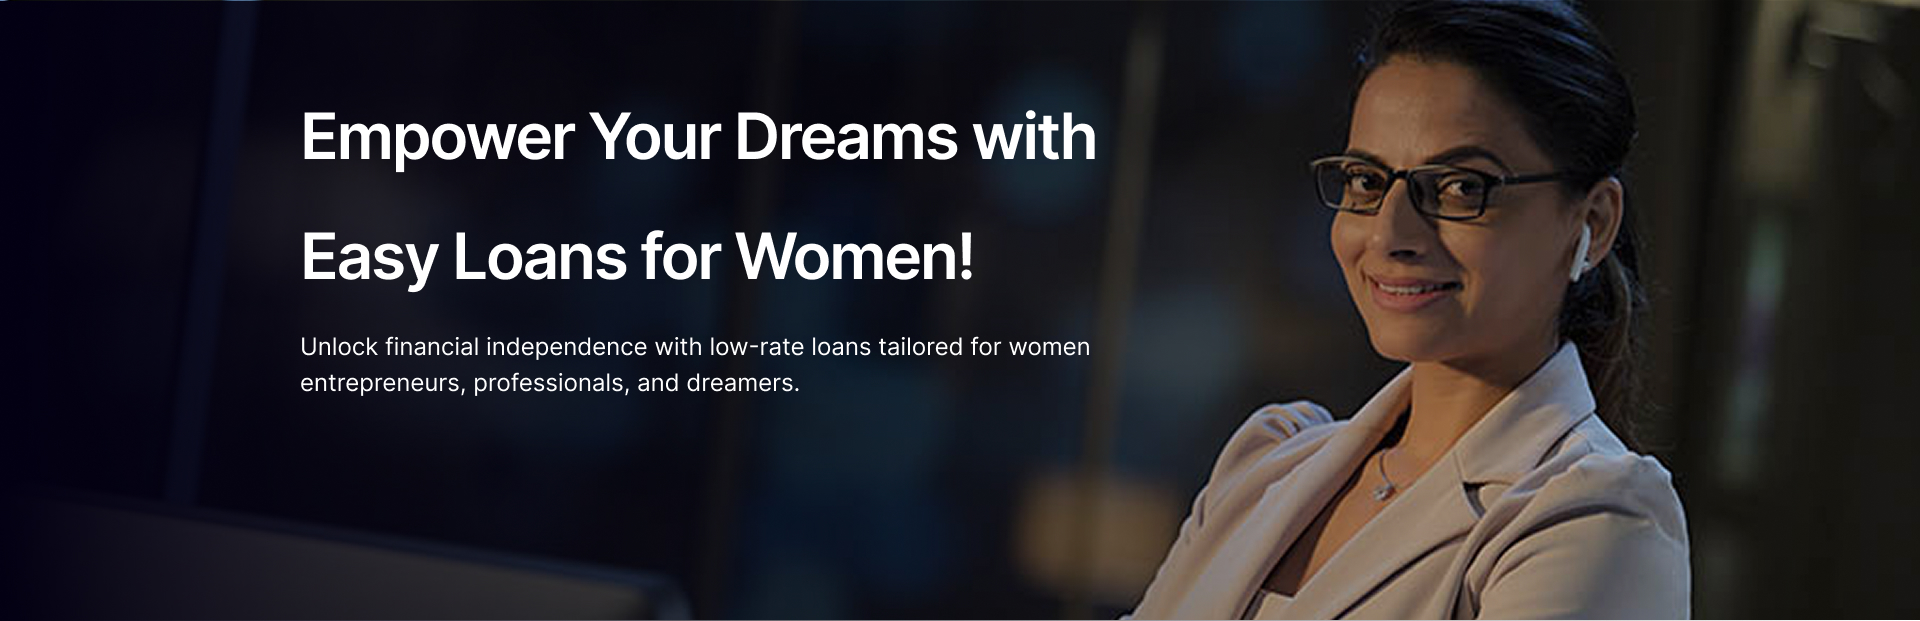 Empower Your Dreams with
Easy Loans for Women!
Unlock financial independence with low-rate loans tailored for women
entrepreneurs, professionals, and dreamers.